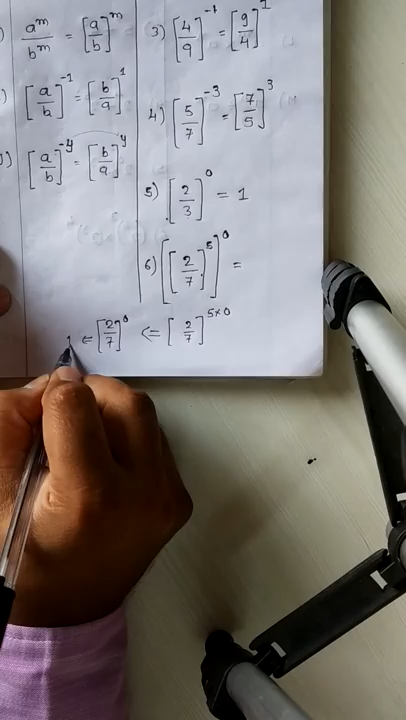 a^m/b^m = [a/b]^m
[a/b]^-1 = [b/a]^1
[a/b]^-y = [b/a]^y
3) [4/9]^-1 = [9/4]^1
4) [5/7]^-3 = [7/5]^3
5) [2/3]^0 = 1
6) [[2/7]^5]^0 =
1 ⇐ [2/7]^0 ⇐ [2/7]^5×0